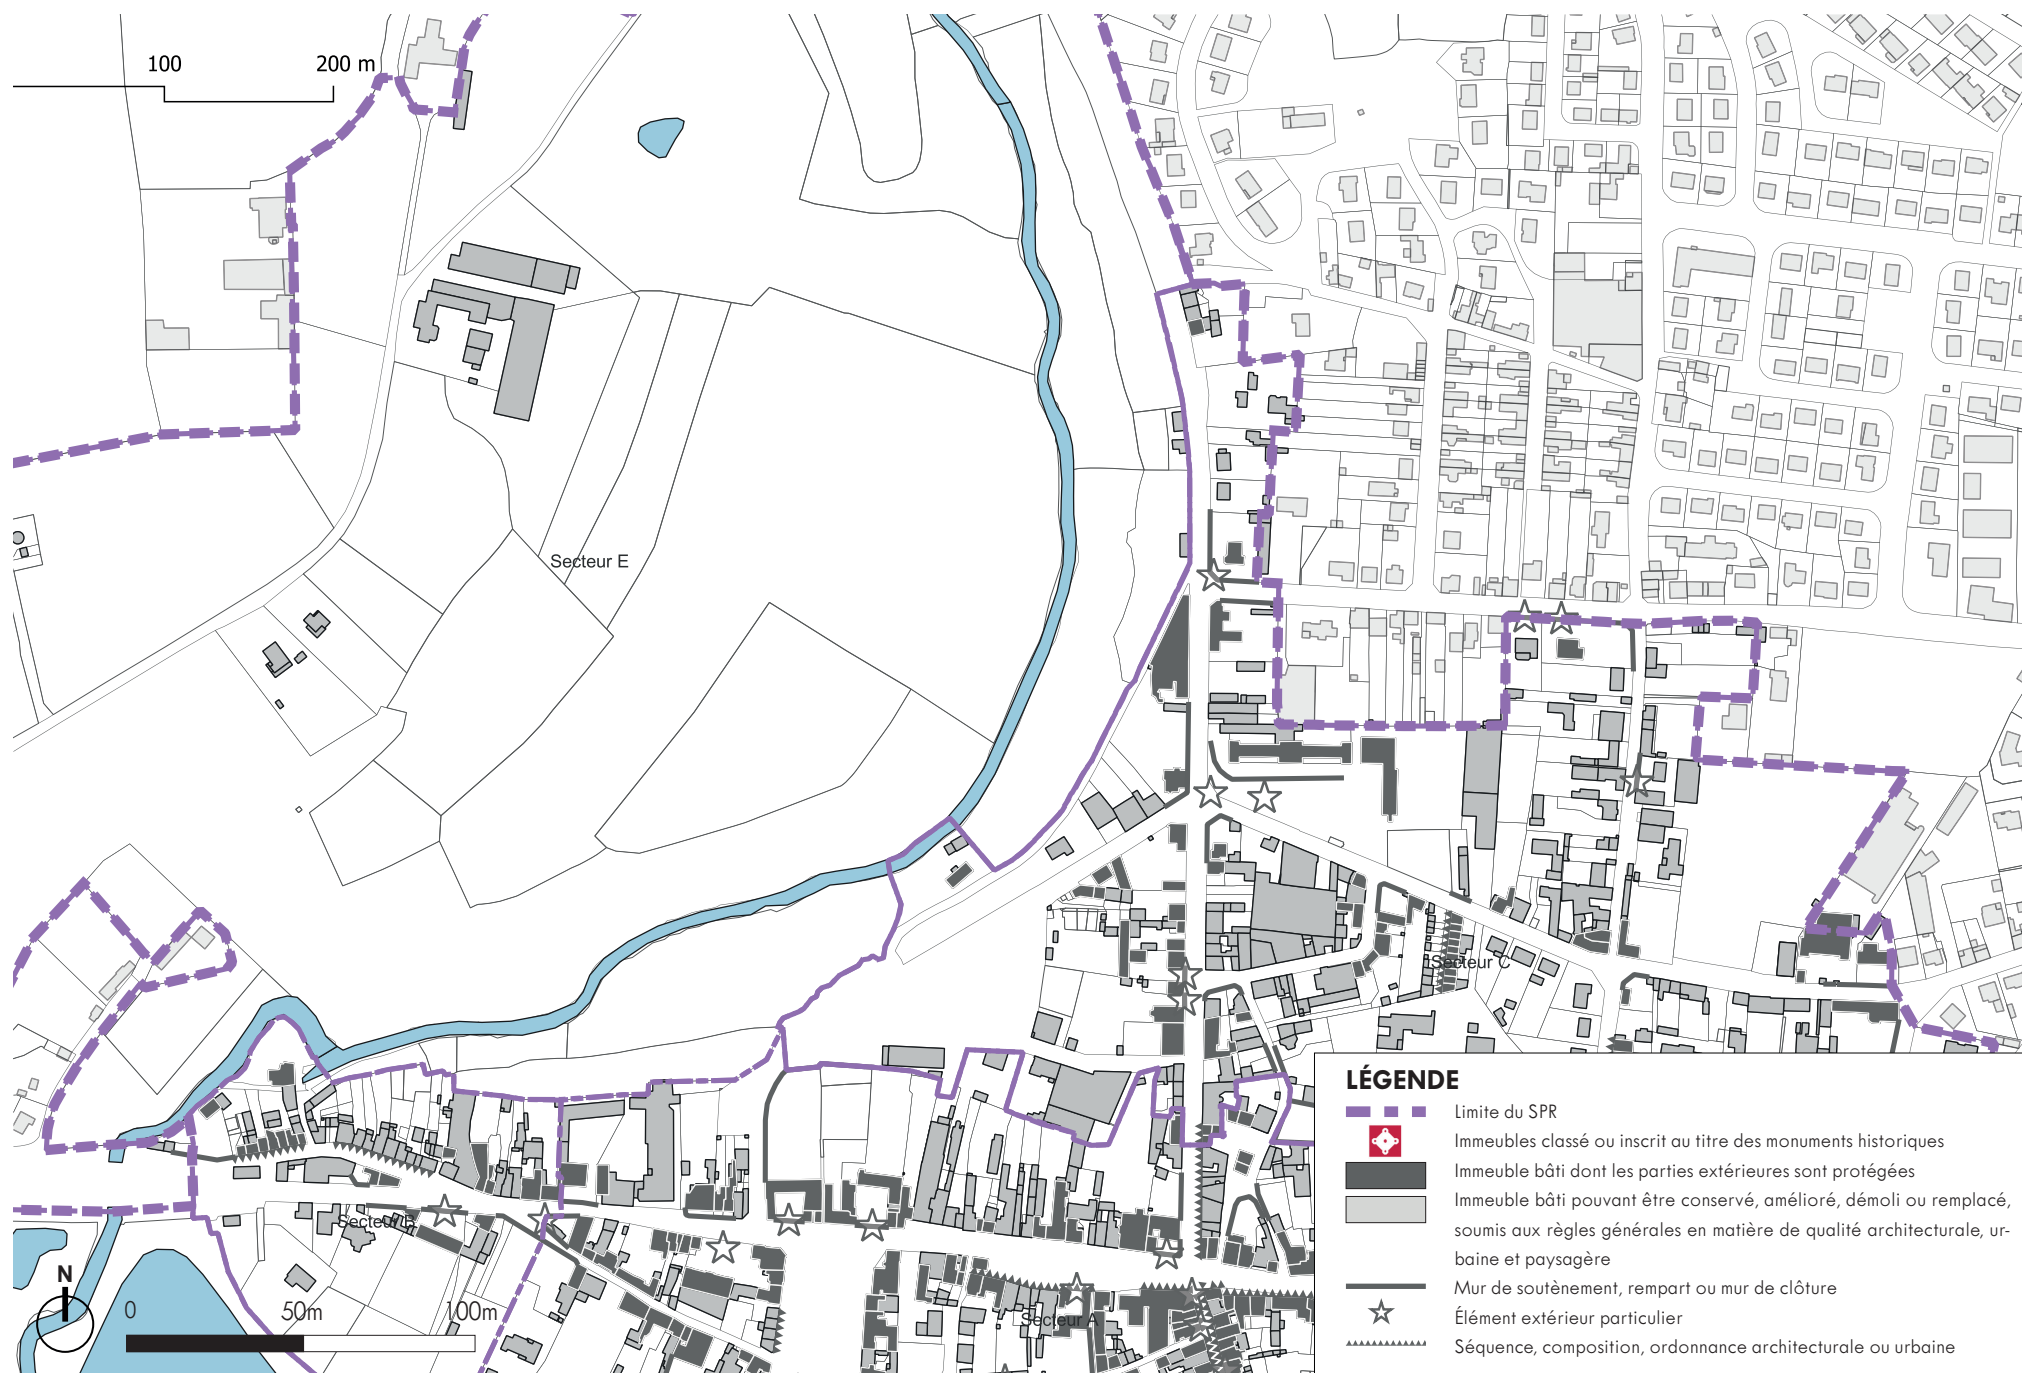 100
200 m
Secteur E
Secteur C
Secteur B
Secteur A
N
0
50m
100m
LÉGENDE
Limite du SPR
Immeubles classé ou inscrit au titre des monuments historiques
Immeuble bâti dont les parties extérieures sont protégées
Immeuble bâti pouvant être conservé, amélioré, démoli ou remplacé,
soumis aux règles générales en matière de qualité architecturale, ur-
baine et paysagère
Mur de soutènement, rempart ou mur de clôture
Élément extérieur particulier
Séquence, composition, ordonnance architecturale ou urbaine